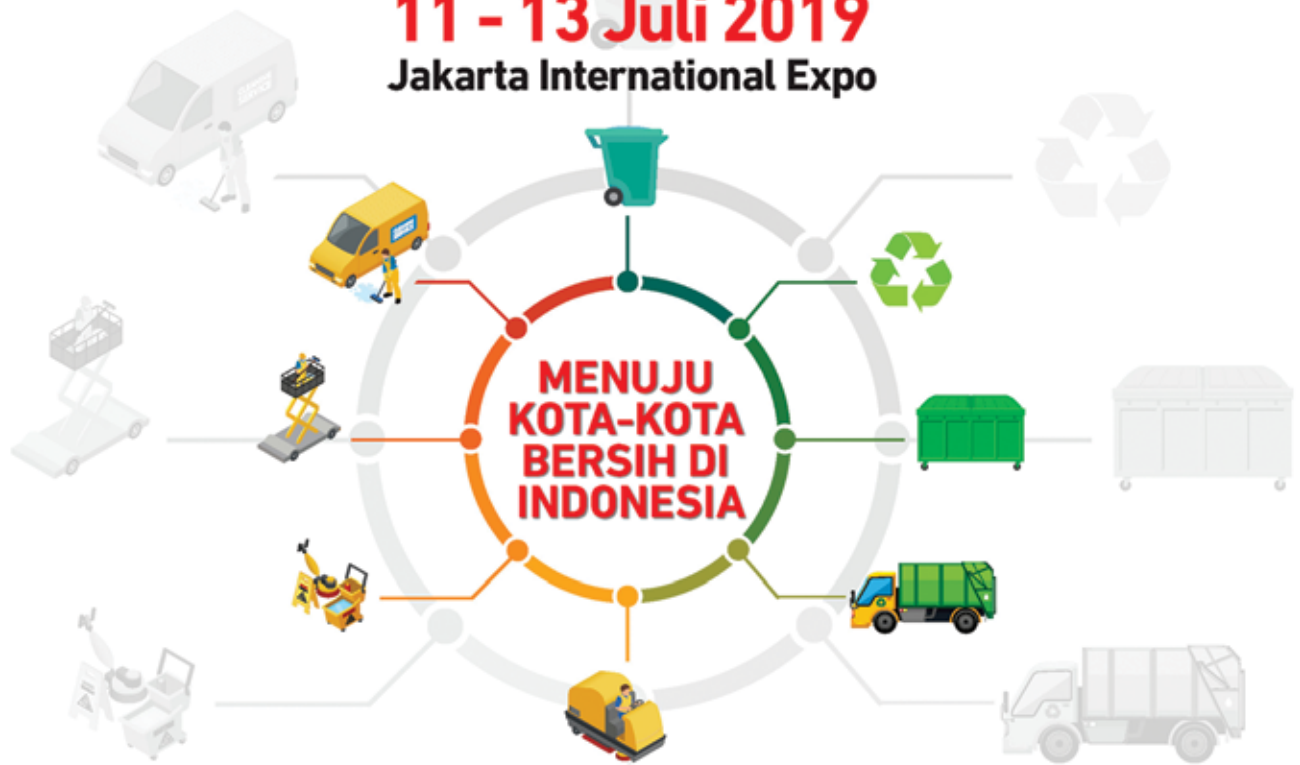 11 - 13 Juli 2019
Jakarta International Expo
MENUJU
KOTA-KOTA
BERSIH DI
INDONESIA